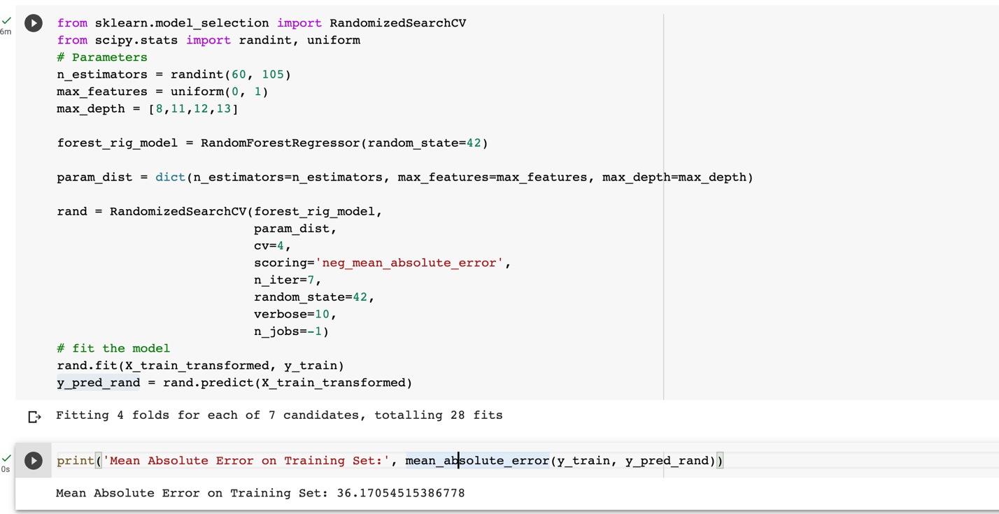 from sklearn.model_selection import RandomizedSearchCV
6m
from scipy.stats import randint, uniform
# Parameters
n_estimators = randint(60, 105)
max_features = uniform(0, 1)
max_depth = [8,11,12,13]
forest_rig_model = RandomForestRegressor(random_state=42)
param_dist = dict(n_estimators=n_estimators, max_features=max_features, max_depth=max_depth)
rand = RandomizedSearchCV(forest_rig_model,
param_dist,
cv=4,
scoring='neg_mean_absolute_error',
n_iter=7,
random_state=42,
verbose=10,
n_jobs=-1)
# fit the model
rand.fit(X_train_transformed, y_train)
y_pred_rand = rand.predict(X_train_transformed)
Fitting 4 folds for each of 7 candidates, totalling 28 fits
print('Mean Absolute Error on Training Set:', mean_absolute_error(y_train, y_pred_rand))
0s
Mean Absolute Error on Training Set: 36.17054515386778